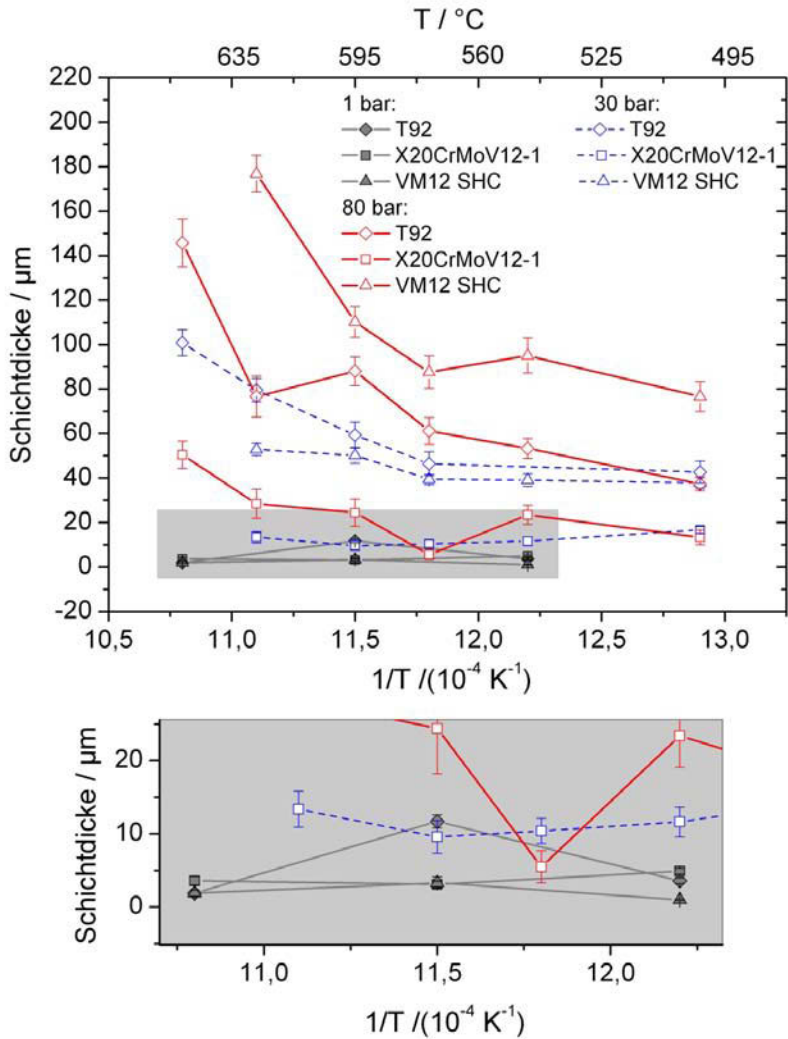 T / °C
635 595 560 525 495
220
200
180
160
140
120
100
80
60
40
20
0
-20
Schichtdicke / µm
1 bar:
T92
X20CrMoV12-1
VM12 SHC
80 bar:
T92
X20CrMoV12-1
VM12 SHC
30 bar:
T92
X20CrMoV12-1
VM12 SHC
10,5 11,0 11,5 12,0 12,5 13,0
1/T /(10⁻⁴ K⁻¹)
20
10
0
Schichtdicke / µm
11,0 11,5 12,0
1/T /(10⁻⁴ K⁻¹)